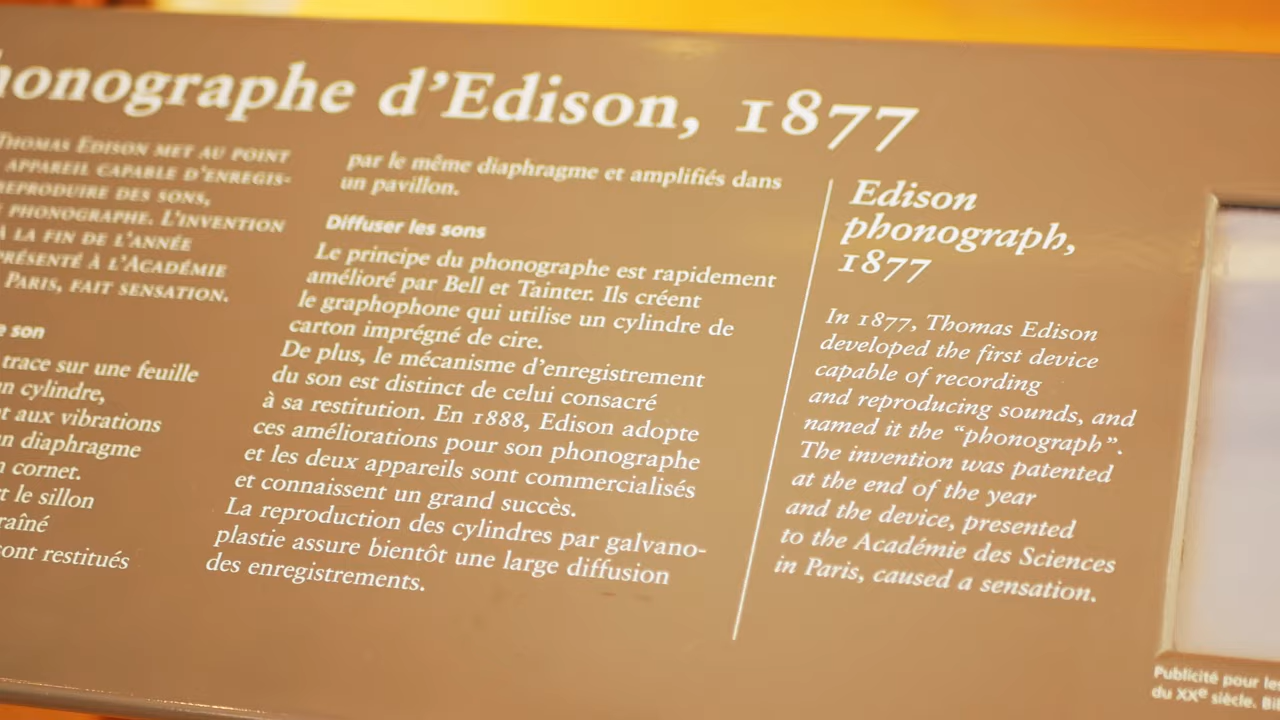 honographe d'Edison, 1877
THOMAS EDISON MET AU POINT
APPAREIL CAPABLE D'ENREGIS-
REPRODUIRE DES SONS,
PHONOGRAPHE. L'INVENTION
À LA FIN DE L'ANNÉE
PRÉSENTÉ À L'ACADÉMIE
PARIS, FAIT SENSATION.
e son
trace sur une feuille
un cylindre,
t aux vibrations
un diaphragme
n cornet.
t le sillon
raîné
sont restitués
par le même diaphragme et amplifiés dans
un pavillon.
Diffuser les sons
Le principe du phonographe est rapidement
amélioré par Bell et Tainter. Ils créent
le graphophone qui utilise un cylindre de
carton imprégné de cire.
De plus, le mécanisme d'enregistrement
du son est distinct de celui consacré
à sa restitution. En 1888, Edison adopte
ces améliorations pour son phonographe
et les deux appareils sont commercialisés
et connaissent un grand succès.
La reproduction des cylindres par galvano-
plastie assure bientôt une large diffusion
des enregistrements.
Edison
phonograph,
1877
In 1877, Thomas Edison
developed the first device
capable of recording
and reproducing sounds, and
named it the “phonograph”.
The invention was patented
at the end of the year
and the device, presented
to the Académie des Sciences
in Paris, caused a sensation.
Publicité pour les
du XXe siècle. Bi